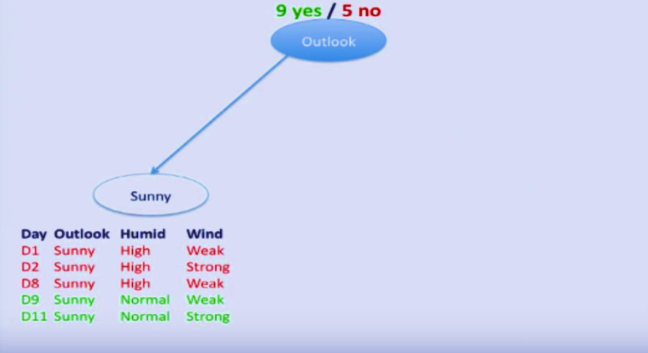 9 yes / 5 no
Outlook
Sunny
Day Outlook Humid Wind
D1 Sunny High Weak
D2 Sunny High Strong
D8 Sunny High Weak
D9 Sunny Normal Weak
D11 Sunny Normal Strong